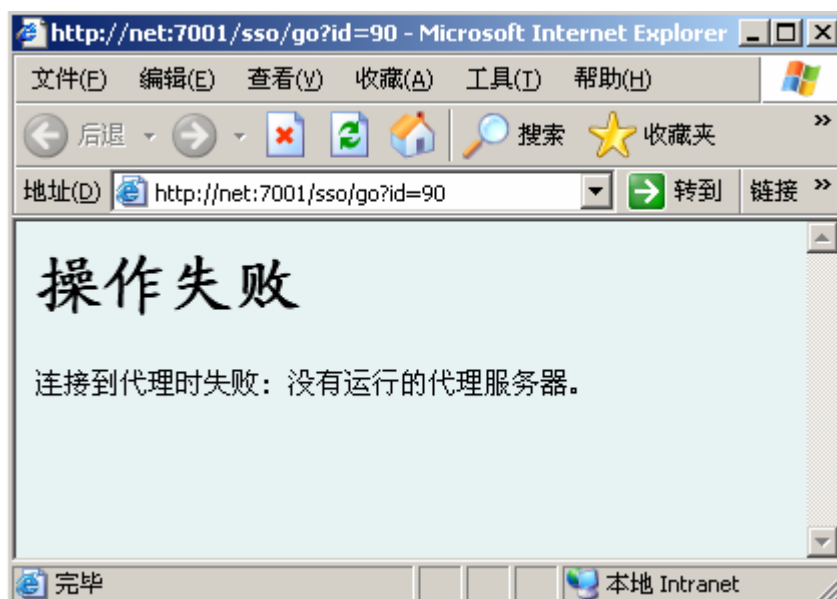 http://net:7001/sso/go?id=90 - Microsoft Internet Explorer
文件(F) 编辑(E) 查看(V) 收藏(A) 工具(T) 帮助(H)
后退 搜索 收藏夹 »
地址(D) http://net:7001/sso/go?id=90 转到 链接 »
操作失败
连接到代理时失败: 没有运行的代理服务器。
完毕 本地 Intranet